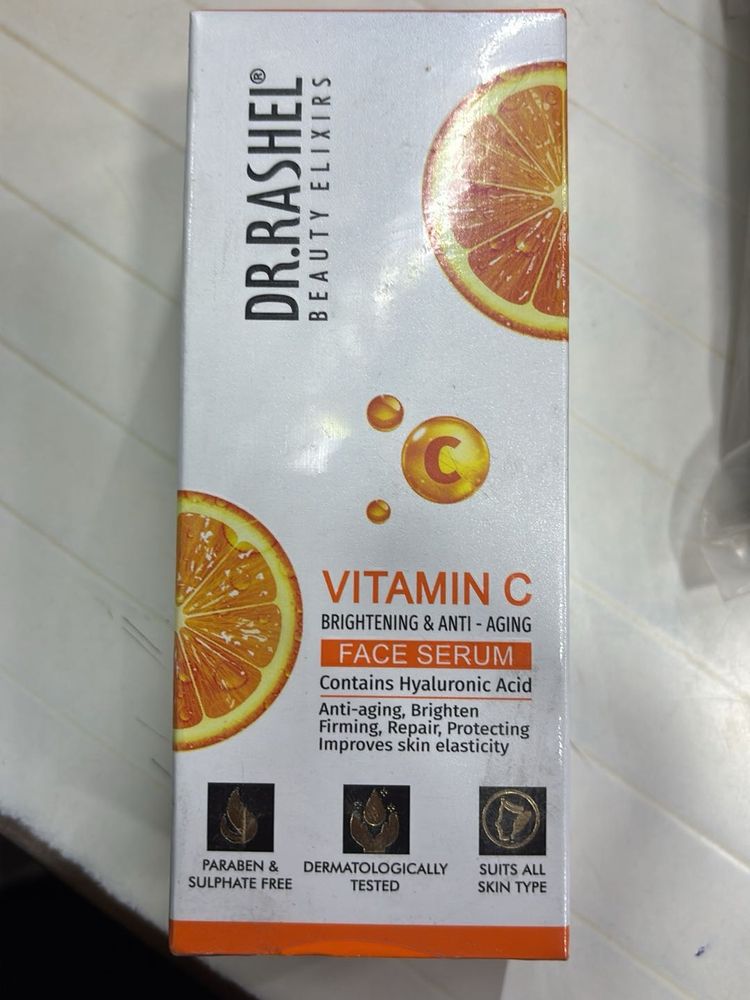 DR.RASHEL®
BEAUTY ELIXIRS
C
VITAMIN C
BRIGHTENING & ANTI - AGING
FACE SERUM
Contains Hyaluronic Acid
Anti-aging, Brighten
Firming, Repair, Protecting
Improves skin elasticity
PARABEN &
SULPHATE FREE
DERMATOLOGICALLY
TESTED
SUITS ALL
SKIN TYPE